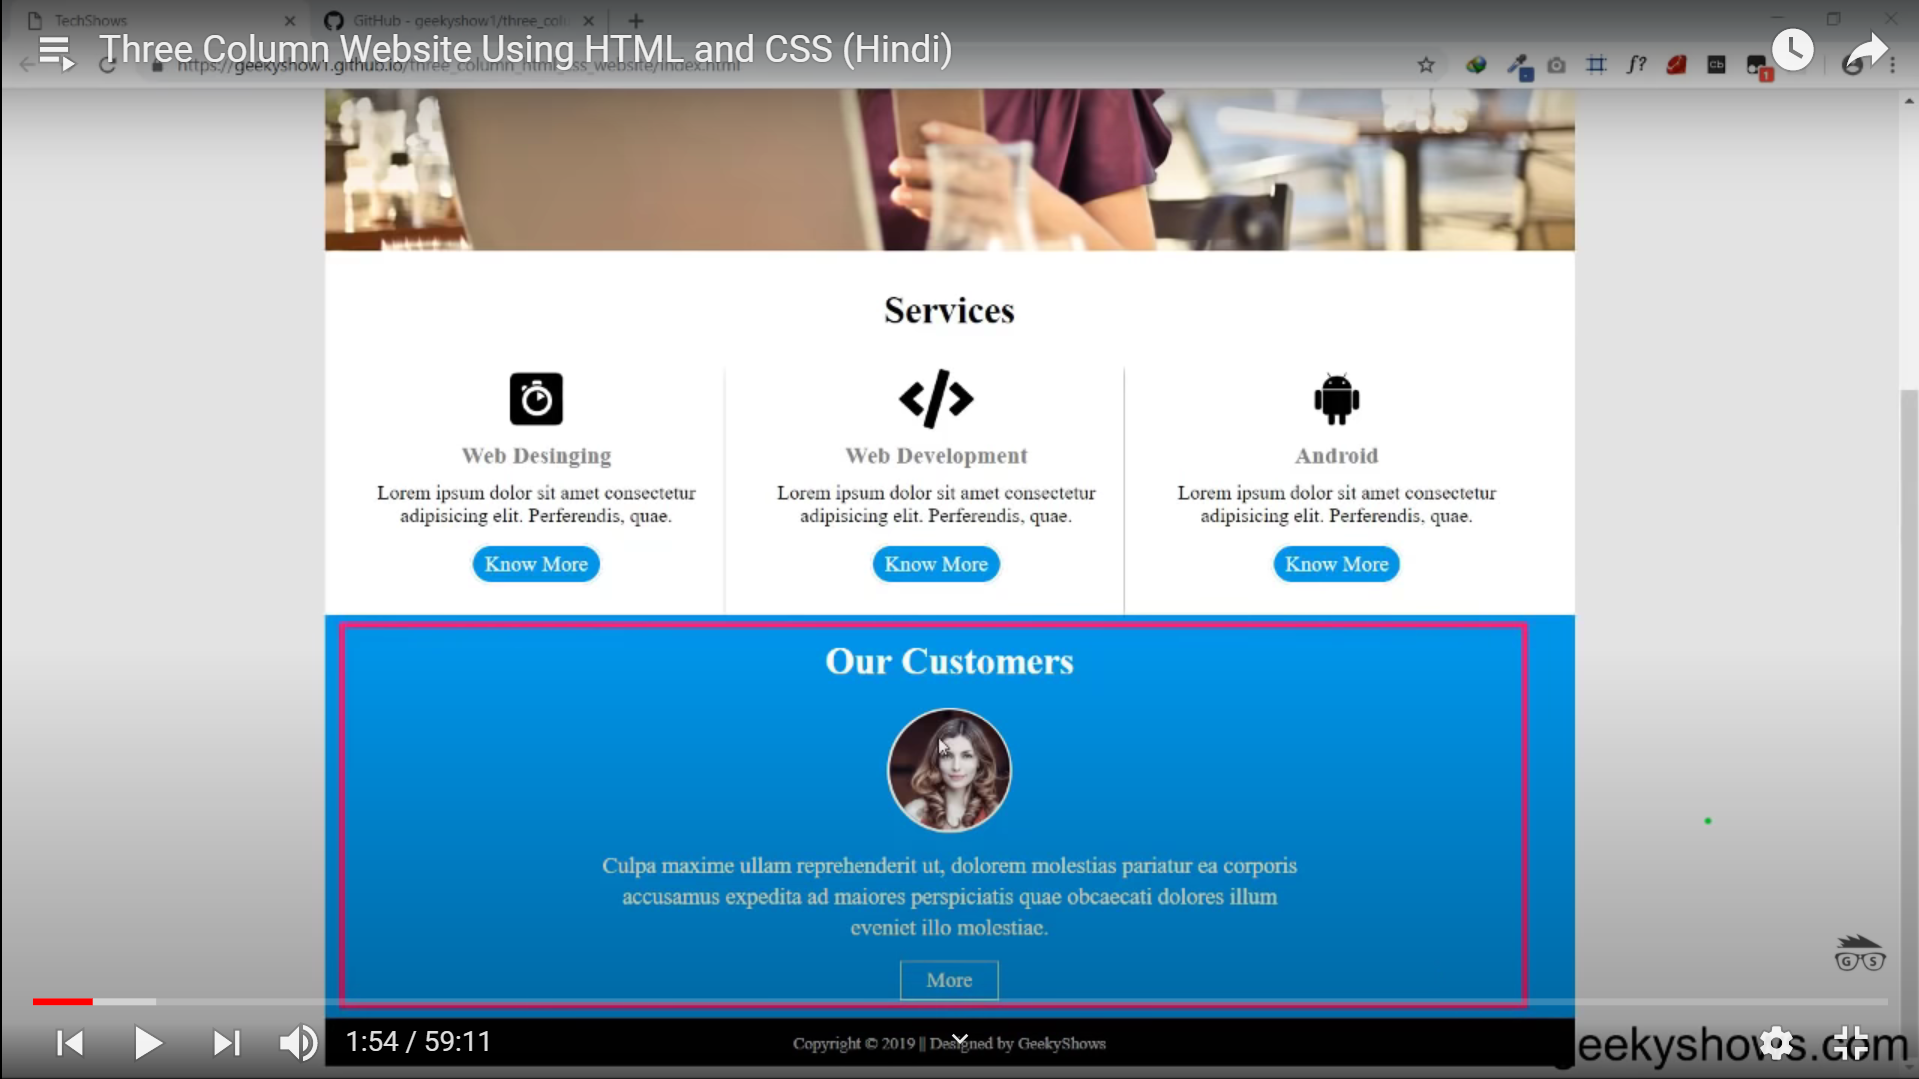 TechShows
GitHub - geekyshow1/three_col
Three Column Website Using HTML and CSS (Hindi)
https://geekyshow1.github.io/three_column_html_css_website/index.html
f?
cb
1
Services
Web Desinging
Lorem ipsum dolor sit amet consectetur
adipisicing elit. Perferendis, quae.
Know More
Web Development
Lorem ipsum dolor sit amet consectetur
adipisicing elit. Perferendis, quae.
Know More
Android
Lorem ipsum dolor sit amet consectetur
adipisicing elit. Perferendis, quae.
Know More
Our Customers
Culpa maxime ullam reprehenderit ut, dolorem molestias pariatur ea corporis
accusamus expedita ad maiores perspiciatis quae obcaecati dolores illum
eveniet illo molestiae.
More
G S
1:54 / 59:11
Copyright © 2019 || Designed by GeekyShows
geekyshows.com